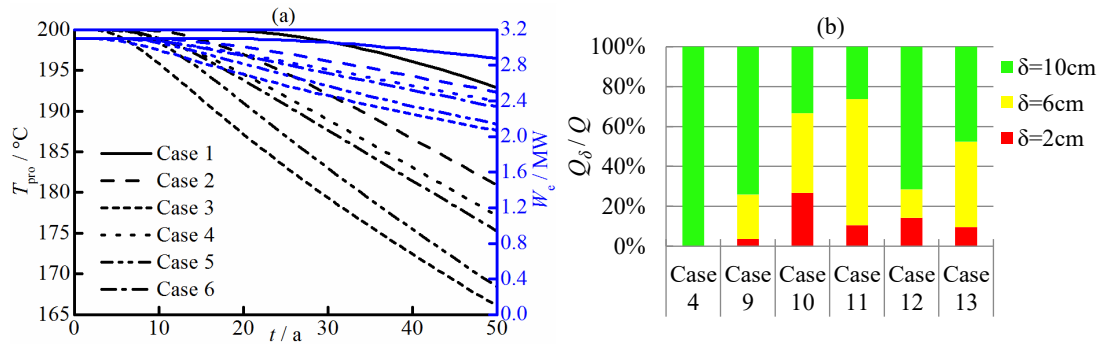 (a)
200
195
190
185
180
175
170
165
T_pro / °C
Case 1
Case 2
Case 3
Case 4
Case 5
Case 6
0
10
20
30
40
50
t / a
3.2
2.8
2.4
2.0
1.6
1.2
0.8
0.4
0.0
W_e / MW
(b)
100%
80%
60%
40%
20%
0%
Q_δ / Q
Case 4
Case 9
Case 10
Case 11
Case 12
Case 13
δ=10cm
δ=6cm
δ=2cm